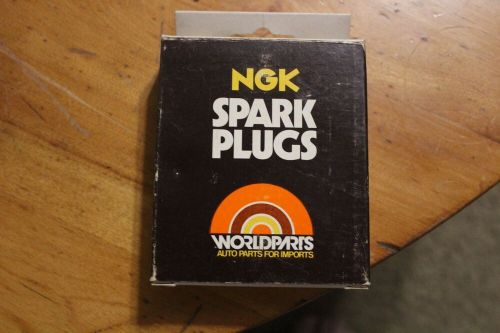 NGK
SPARK
PLUGS
WORLDPARTS
AUTO PARTS FOR IMPORTS